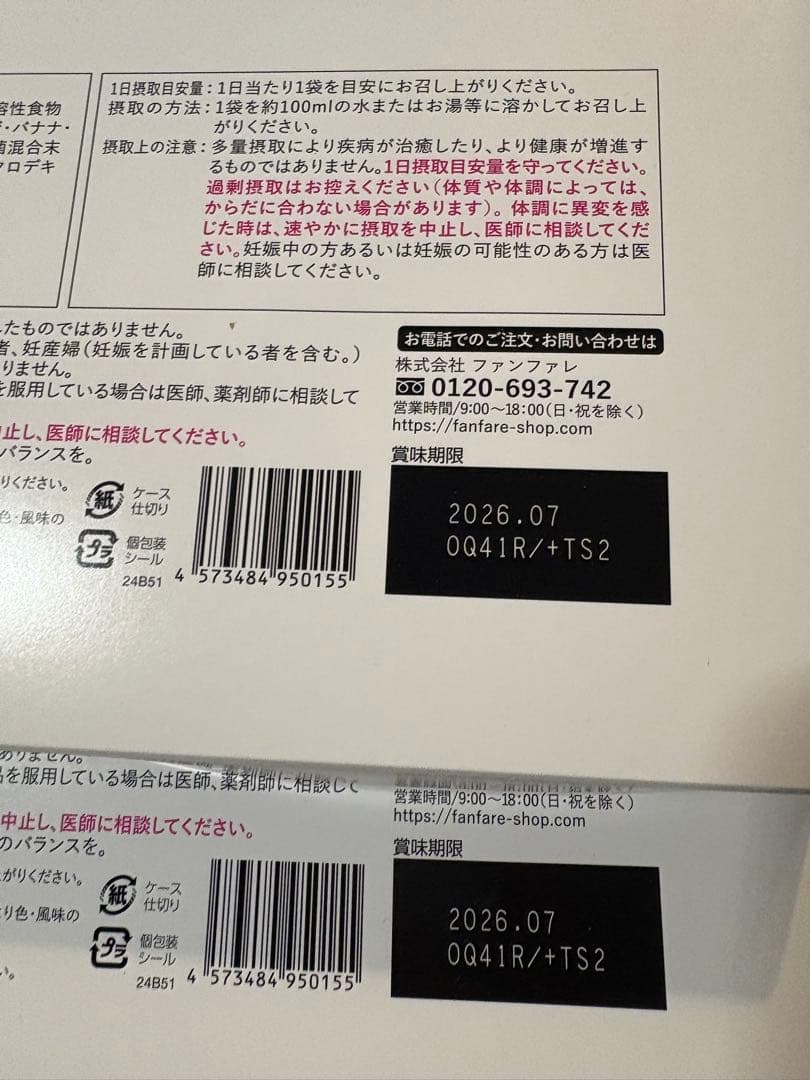 1日摂取目安量：1日当たり1袋を目安にお召し上がりください。
摂取の方法：1袋を約100mlの水またはお湯等に溶かしてお召し上
がりください。
摂取上の注意：多量摂取により疾病が治癒したり、より健康が増進す
るものではありません。1日摂取目安量を守ってください。
過剰摂取はお控えください（体質や体調によっては、
からだに合わない場合があります）。体調に異変を感
じた時は、速やかに摂取を中止し、医師に相談してくだ
さい。妊娠中の方あるいは妊娠の可能性のある方は医
師に相談してください。
溶性食物
・バナナ・
菌混合末
クロデキ
したものではありません。
者、妊産婦（妊娠を計画している者を含む。）
りません。
を服用している場合は医師、薬剤師に相談して
中止し、医師に相談してください。
バランスを。
りください。
色・風味の
お電話でのご注文・お問い合わせは
株式会社 ファンファレ
0120-693-742
営業時間/9:00〜18:00（日・祝を除く）
https://fanfare-shop.com
賞味期限
2026.07
0Q41R/+TS2
紙
ケース
仕切り
プラ
個包装
シール
24B51
4 573484 950155
ありません。
品を服用している場合は医師、薬剤師に相談して
中止し、医師に相談してください。
のバランスを。
がりください。
り色・風味の
い。
営業時間/9:00〜18:00（日・祝を除く）
https://fanfare-shop.com
賞味期限
2026.07
0Q41R/+TS2
紙
ケース
仕切り
プラ
個包装
シール
24B51
4 573484 950155